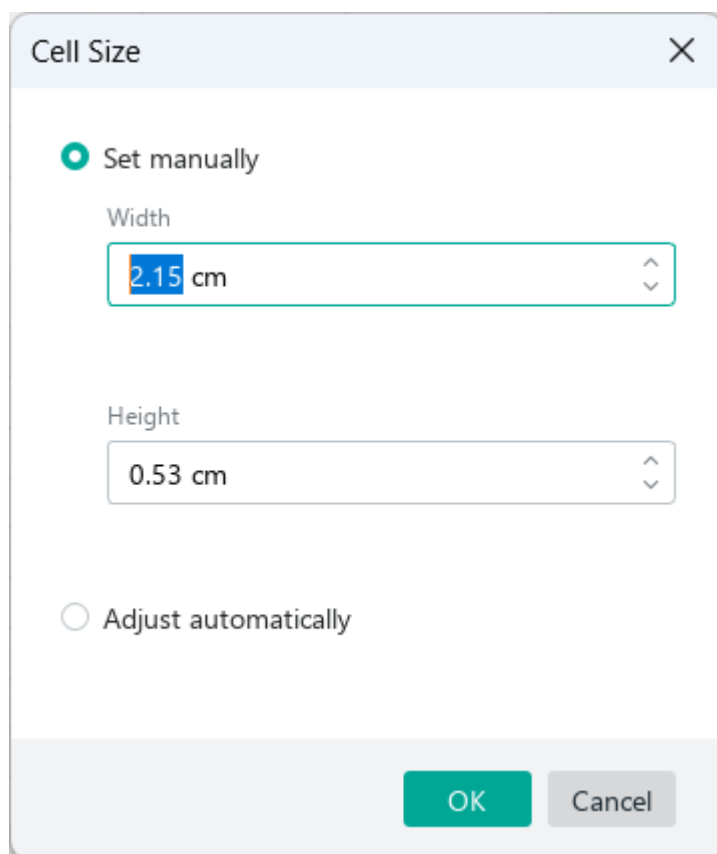 Cell Size
Set manually
Width
2.15 cm
Height
0.53 cm
Adjust automatically
OK Cancel